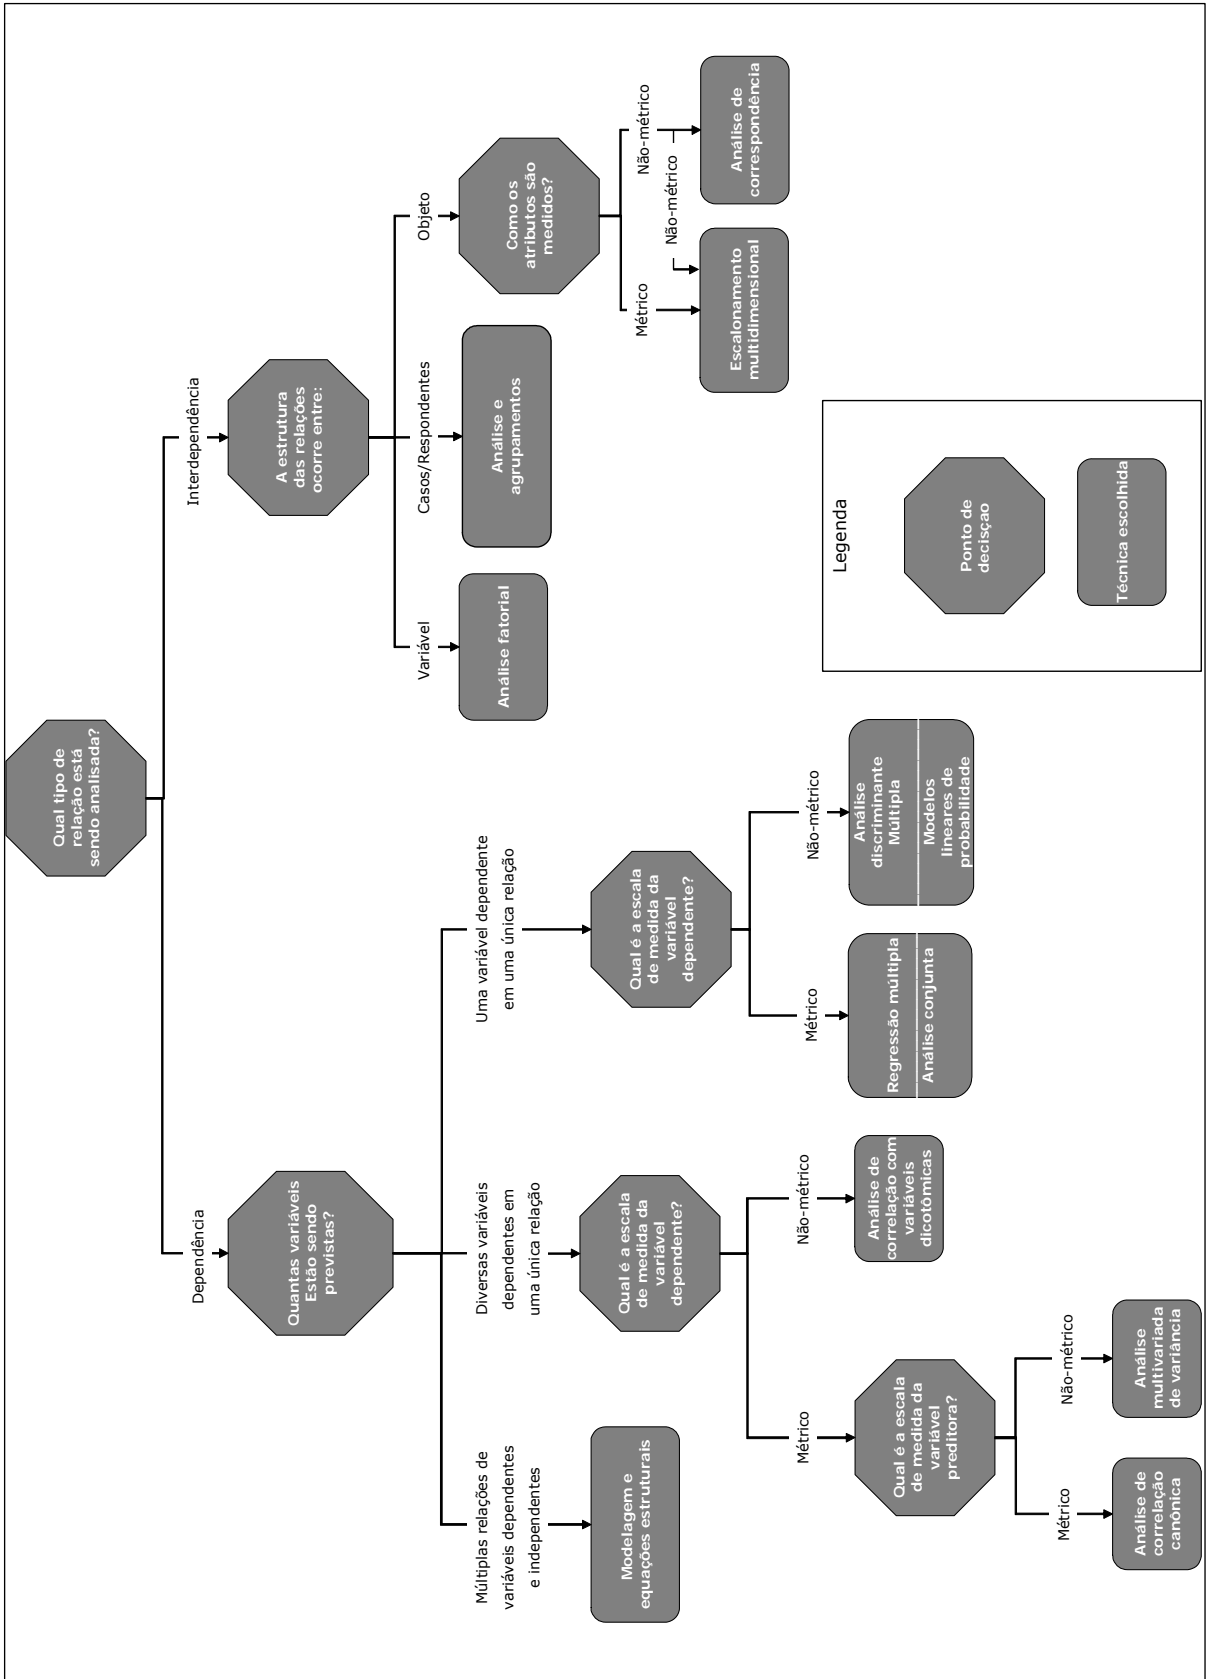 Qual tipo de
relação está
sendo analisada?
Dependência
Interdependência
Quantas variáveis
Estão sendo
previstas?
A estrutura
das relações
ocorre entre:
Múltiplas relações de
variáveis dependentes
e independentes
Diversas variáveis
dependentes em
uma única relação
Uma variável dependente
em uma única relação
Variável
Casos/Respondentes
Objeto
Modelagem e
equações estruturais
Qual é a escala
de medida da
variável
dependente?
Qual é a escala
de medida da
variável
dependente?
Análise fatorial
Análise e
agrupamentos
Como os
atributos são
medidos?
Métrico
Não-métrico
Métrico
Não-métrico
Métrico
Não-métrico
Não-métrico
Qual é a escala
de medida da
variável
preditora?
Análise de
correlação com
variáveis
dicotômicas
Regressão múltipla
Análise conjunta
Análise
discriminante
Múltipla
Modelos
lineares de
probabilidade
Escalonamento
multidimensional
Análise de
correspondência
Métrico
Não-métrico
Análise de
correlação
canônica
Análise
multivariada
de variância
Legenda
Ponto de
decisçao
Técnica escolhida